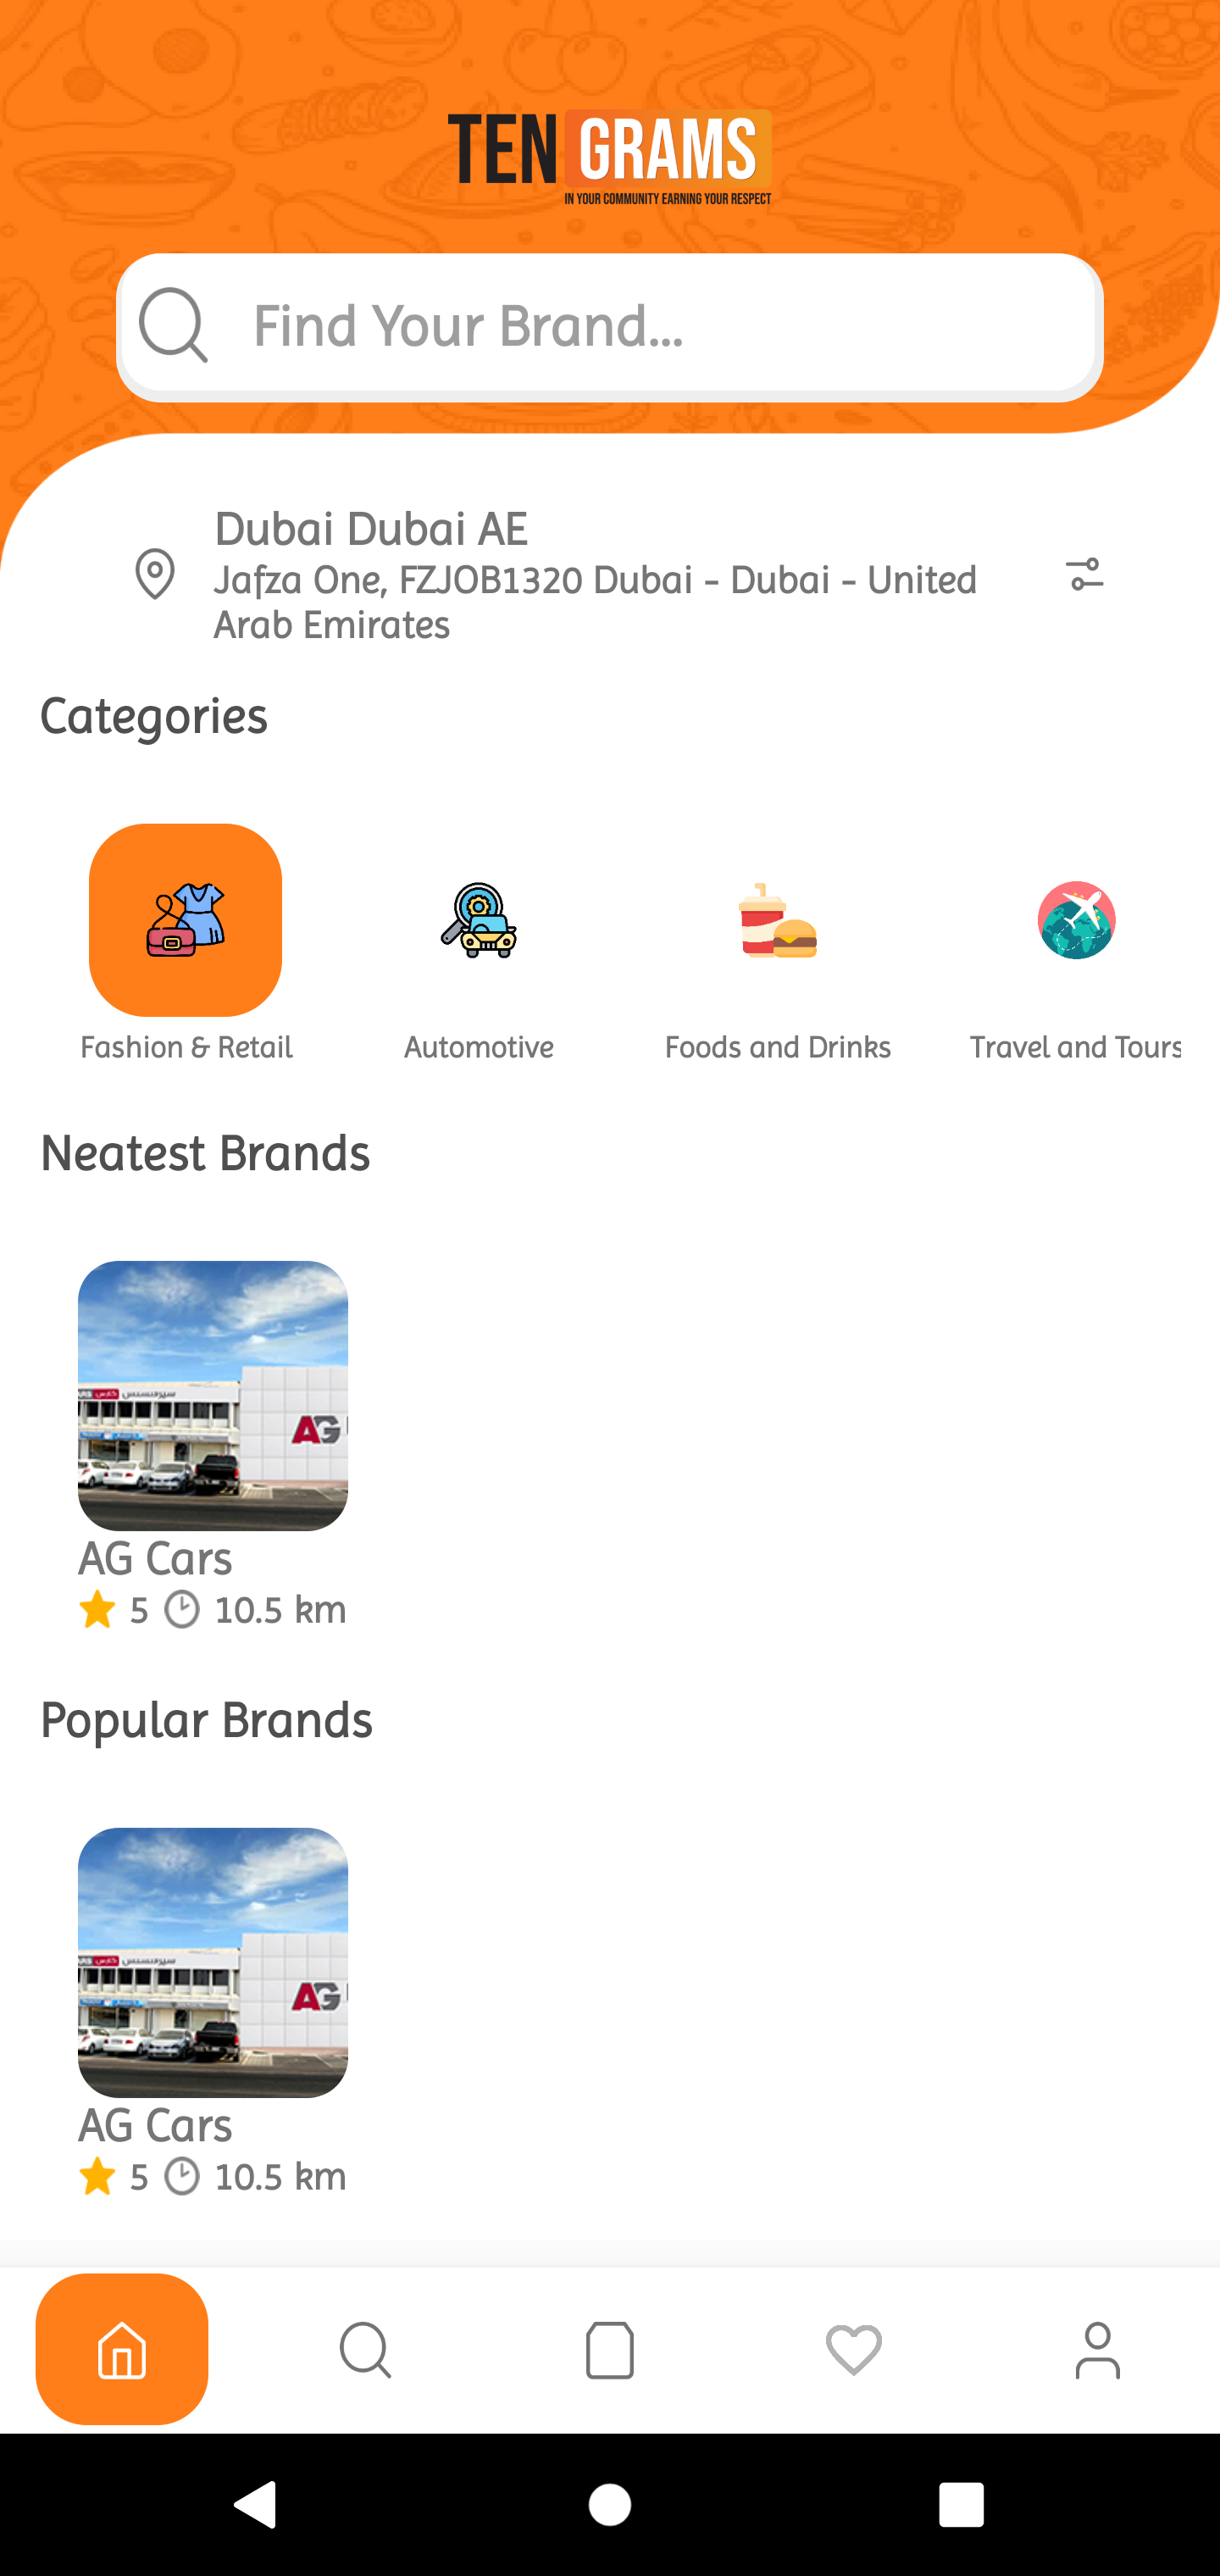 TEN GRAMS
IN YOUR COMMUNITY EARNING YOUR RESPECT
Find Your Brand...
Dubai Dubai AE
Jafza One, FZJOB1320 Dubai - Dubai - United
Arab Emirates
Categories
Fashion & Retail
Automotive
Foods and Drinks
Travel and Tours
Neatest Brands
AG
AG Cars
5 10.5 km
Popular Brands
AG
AG Cars
5 10.5 km